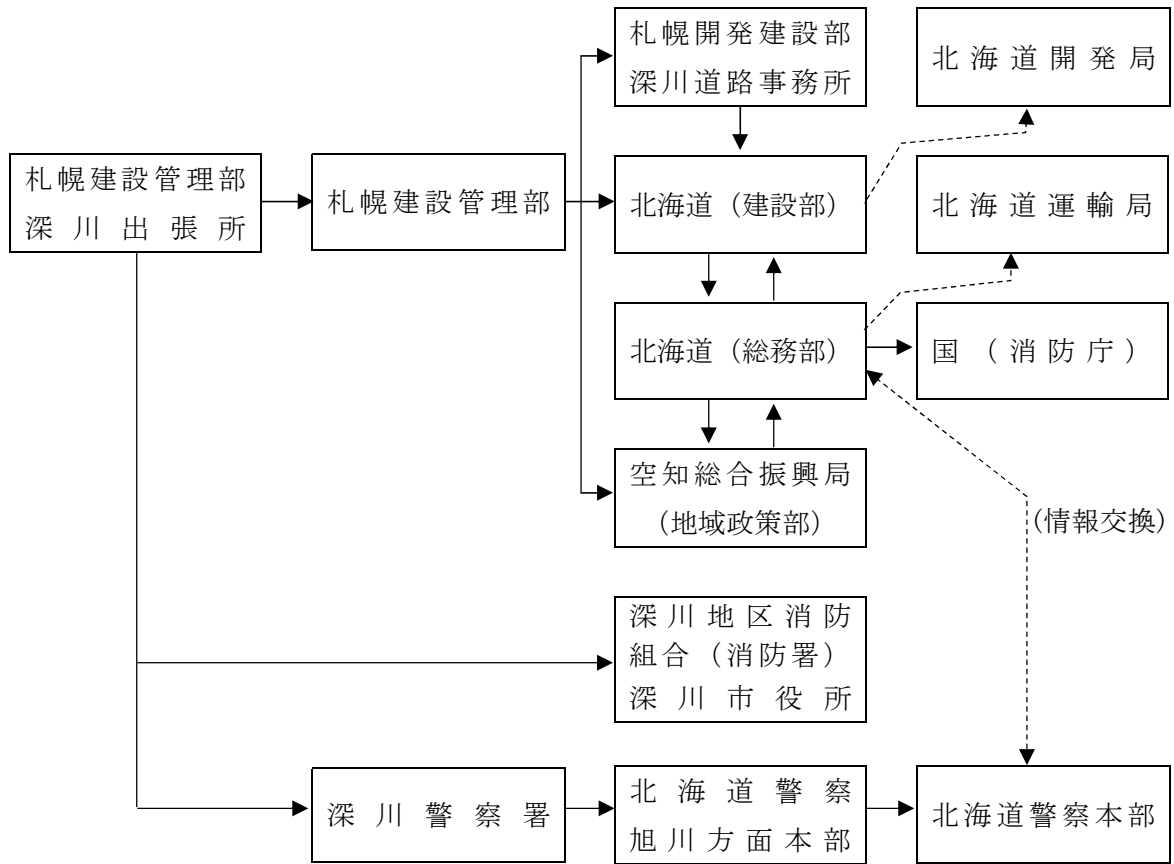 札幌開発建設部
深川道路事務所
北海道開発局
札幌建設管理部
深川出張所
札幌建設管理部
北海道（建設部）
北海道運輸局
北海道（総務部）
国（消防庁）
空知総合振興局
（地域政策部）
（情報交換）
深川地区消防
組合（消防署）
深川市役所
深川警察署
北海道警察
旭川方面本部
北海道警察本部